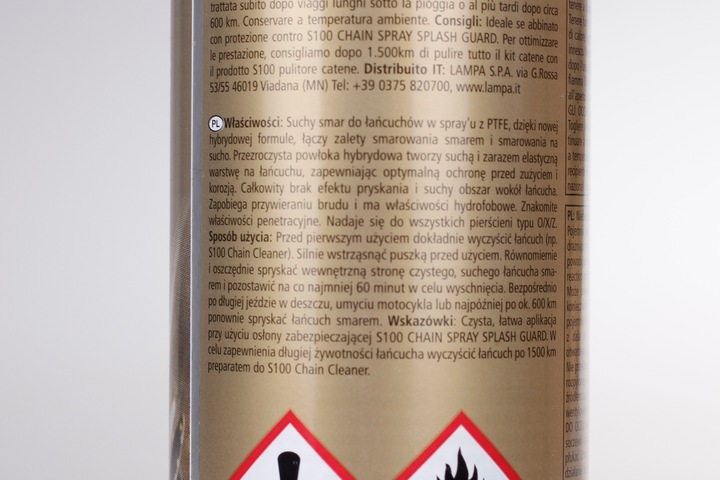 trattata subito dopo viaggi lunghi sotto la pioggia o al più tardi dopo circa
600 km. Conservare a temperatura ambiente. Consigli: Ideale se abbinato
con protezione contro S100 CHAIN SPRAY SPLASH GUARD. Per ottimizzare
le prestazione, consigliamo dopo 1.500km di pulire tutto il kit catene con
il prodotto S100 pulitore catene. Distribuito IT: LAMPA S.P.A. via G.Rossa
53/55 46019 Viadana (MN) Tel: +39 0375 820700, www.lampa.it
PL Właściwości: Suchy smar do łańcuchów w spray'u z PTFE, dzięki nowej
hybrydowej formule, łączy zalety smarowania smarem i smarowania na
sucho. Przezroczysta powłoka hybrydowa tworzy suchą i zarazem elastyczną
warstwę na łańcuchu, zapewniając optymalną ochronę przed zużyciem i
korozją. Całkowity brak efektu pryskania i suchy obszar wokół łańcucha.
Zapobiega przywieraniu brudu i ma właściwości hydrofobowe. Znakomite
właściwości penetracyjne. Nadaje się do wszystkich pierścieni typu O/X/Z.
Sposób użycia: Przed pierwszym użyciem dokładnie wyczyścić łańcuch (np.
S100 Chain Cleaner). Silnie wstrząsnąć puszką przed użyciem. Równomiernie
i oszczędnie spryskać wewnętrzną stronę czystego, suchego łańcucha sma-
rem i pozostawić na co najmniej 60 minut w celu wyschnięcia. Bezpośrednio
po długiej jeździe w deszczu, umyciu motocykla lub najpóźniej po ok. 600 km
ponownie spryskać łańcuch smarem. Wskazówki: Czysta, łatwa aplikacja
przy użyciu osłony zabezpieczającej S100 CHAIN SPRAY SPLASH GUARD. W
celu zapewnienia długiej żywotności łańcucha wyczyścić łańcuch po 1500 km
preparatem do S100 Chain Cleaner.
PL: